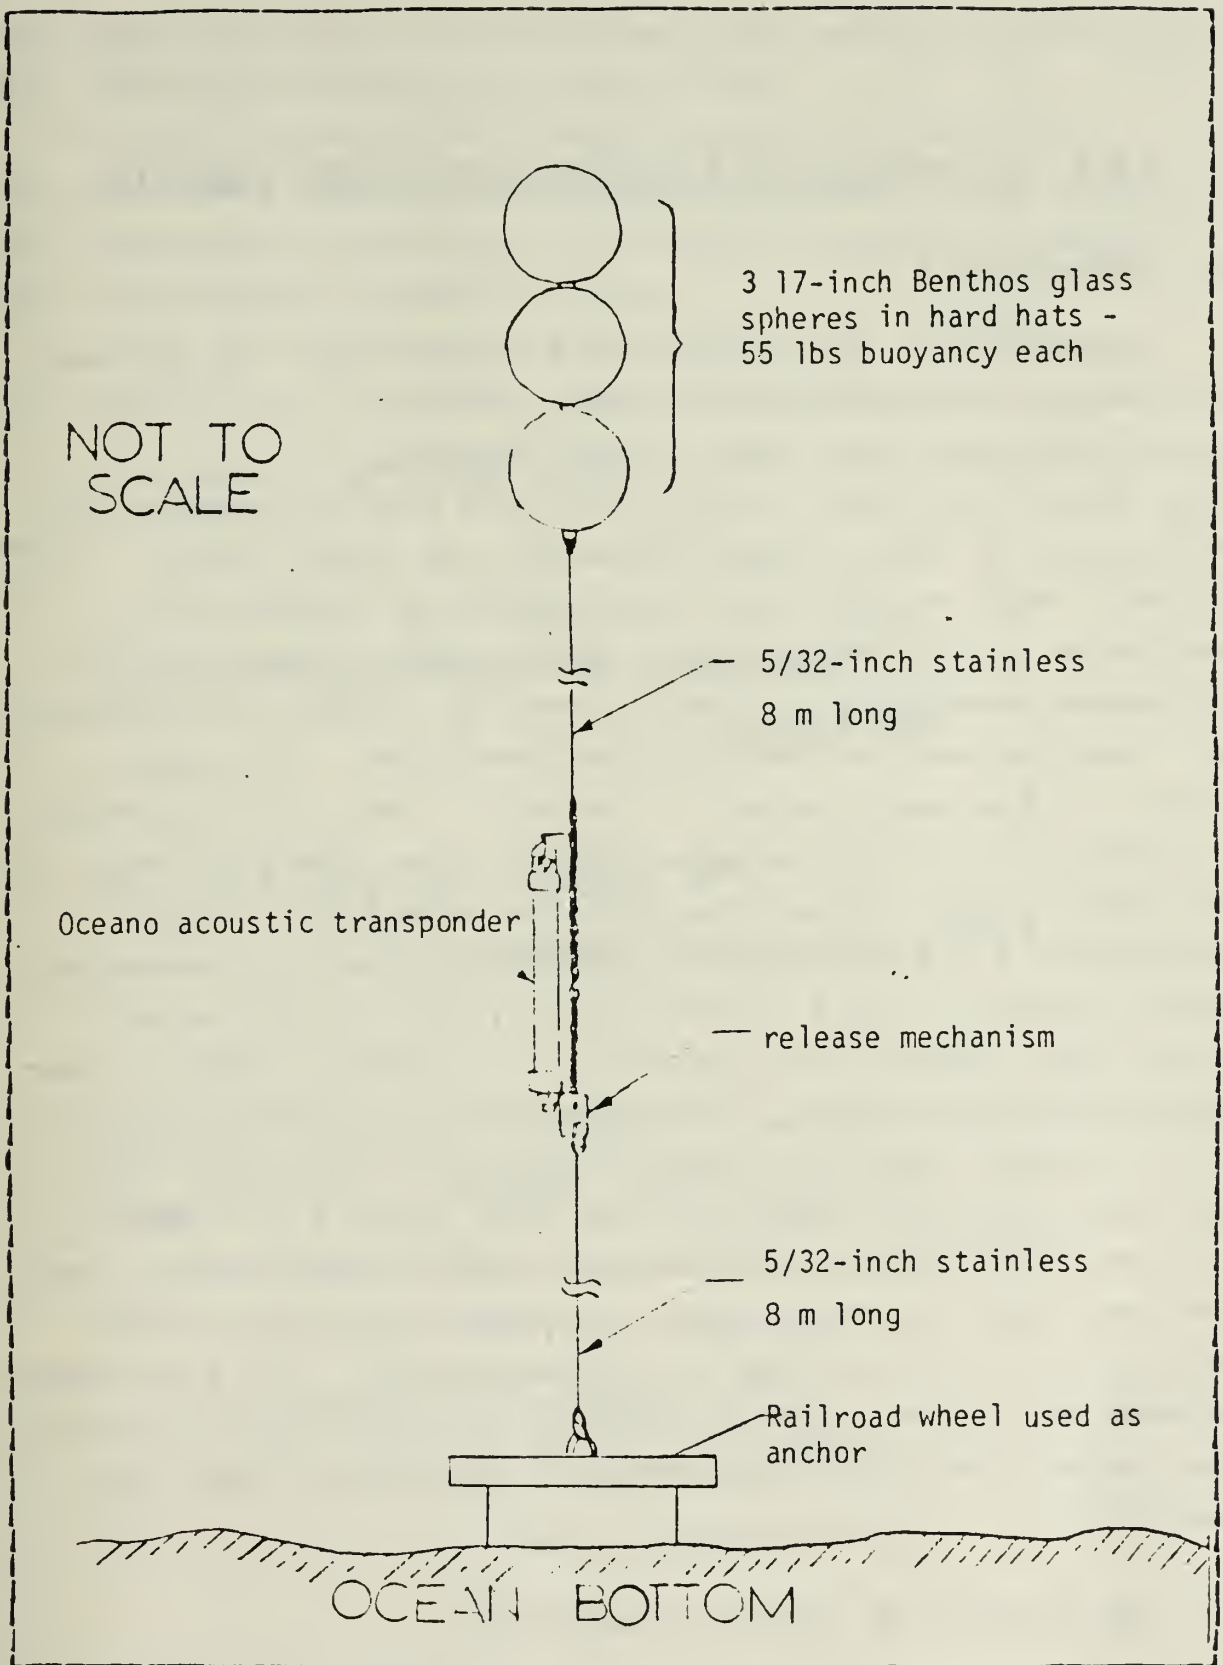 3 17-inch Benthos glass
spheres in hard hats -
55 lbs buoyancy each
NOT TO
SCALE
5/32-inch stainless
8 m long
Oceano acoustic transponder
release mechanism
5/32-inch stainless
8 m long
Railroad wheel used as
anchor
OCEAN BOTTOM